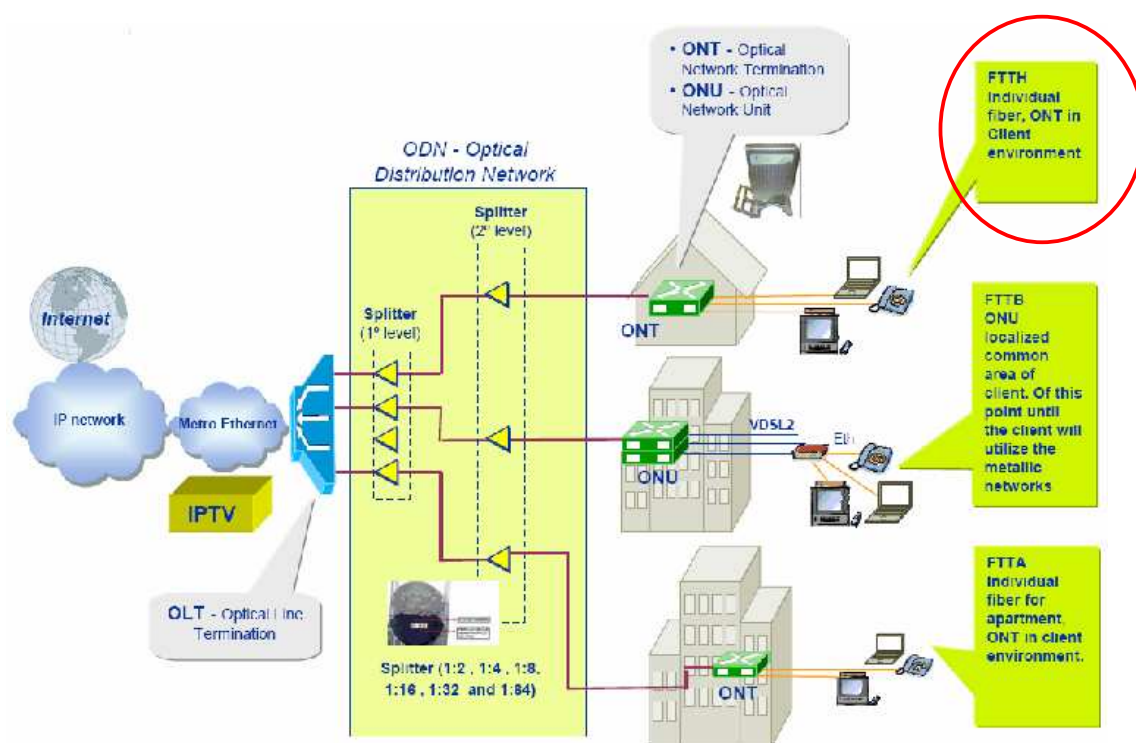 • ONT - Optical
Network Termination
• ONU - Optical
Network Unit
FTTH
Individual
fiber, ONT in
Client
environment
ODN - Optical
Distribution Network
Splitter
(2º level)
Splitter
(1º level)
Internet
IP network
Metro Ethernet
IPTV
OLT - Optical Line
Termination
Splitter (1:2 , 1:4 , 1:8,
1:16 , 1:32 and 1:64)
ONT
VDSL2
Eth
ONU
FTTB
ONU
localized
common
area of
client. Of this
point until
the client will
utilize the
metallic
networks
ONT
FTTA
Individual
fiber for
apartment,
ONT in client
environment.